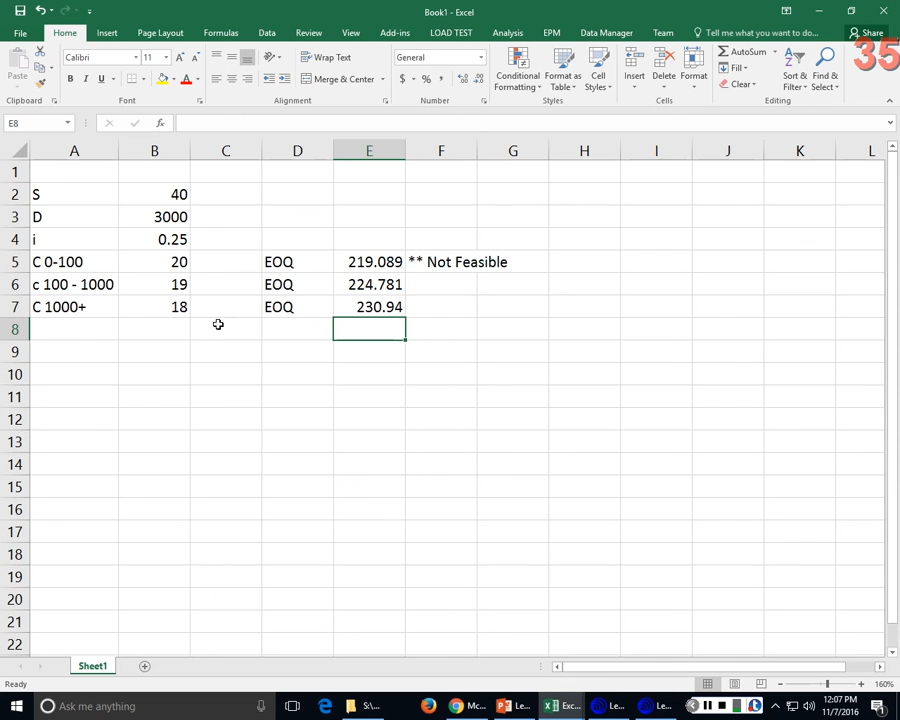 Book1 - Excel
35
File Home Insert Page Layout Formulas Data Review View Add-ins LOAD TEST Analysis EPM Data Manager Team Tell me what you want to do... Share
Calibri 11 A A Wrap Text General AutoSum
Paste Conditional Format as Cell Insert Delete Format Fill Sort & Find &
B I U A Merge & Center $ % , Formatting Table Styles Clear Filter Select
Clipboard Font Alignment Number Styles Cells Editing
E8 fx
A B C D E F G H I J K L
1
2 S 40
3 D 3000
4 i 0.25
5 C 0-100 20 EOQ 219.089 ** Not Feasible
6 c 100 - 1000 19 EOQ 224.781
7 C 1000+ 18 EOQ 230.94
8
9
10
11
12
13
14
15
16
17
18
19
20
21
22
Sheet1
Ready 160%
Ask me anything S:\... Mc... Le... Exc... Le... Le... 12:07 PM
11/7/2016